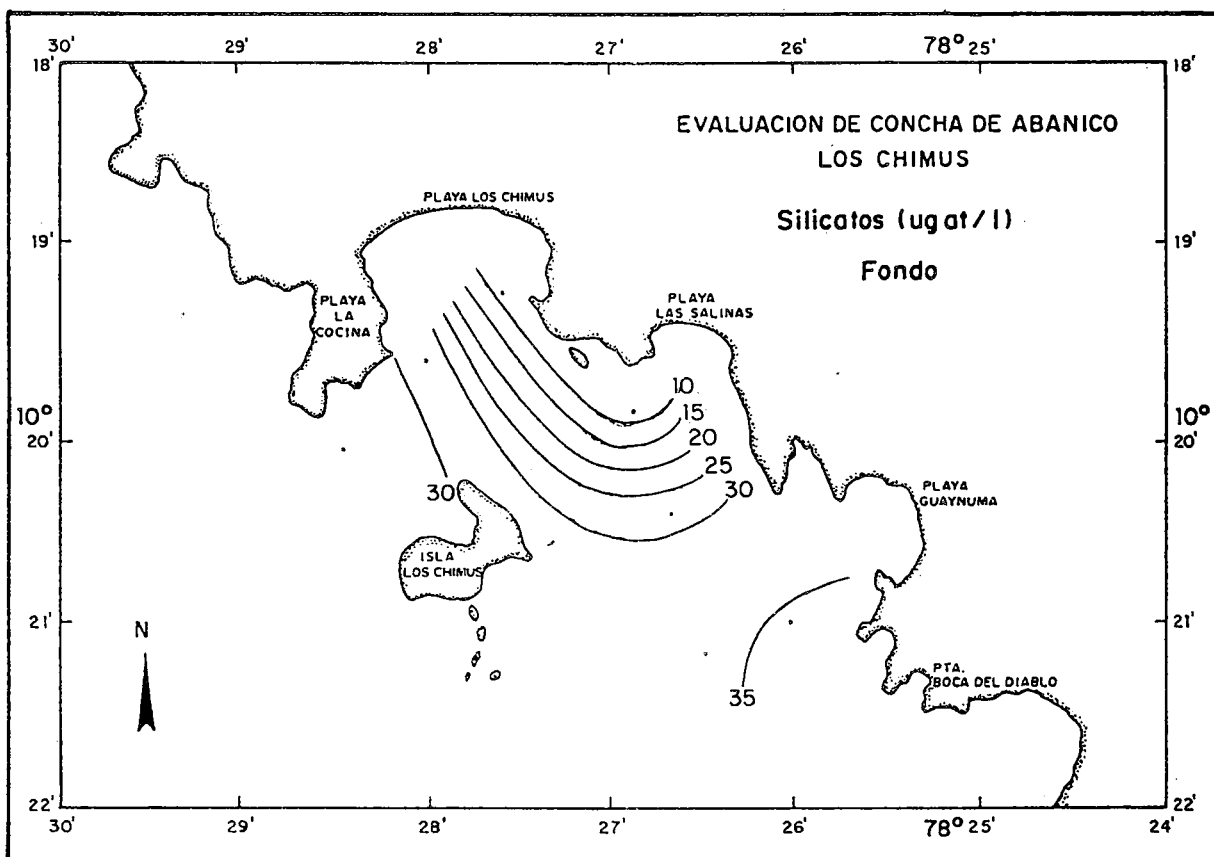 30' 29' 28' 27' 26' 78° 25'
18' 18'
EVALUACION DE CONCHA DE ABANICO
LOS CHIMUS
Silicatos (ug at/l)
Fondo
PLAYA LOS CHIMUS
19' 19'
PLAYA
LA
COCINA
PLAYA
LAS SALINAS
10
15
20
25
30
30
10° 10°
20' 20'
PLAYA
GUAYNUMA
ISLA
LOS CHIMUS
21' 21'
N
35
PTA.
BOCA DEL DIABLO
22' 22'
30' 29' 28' 27' 26' 78° 25' 24'